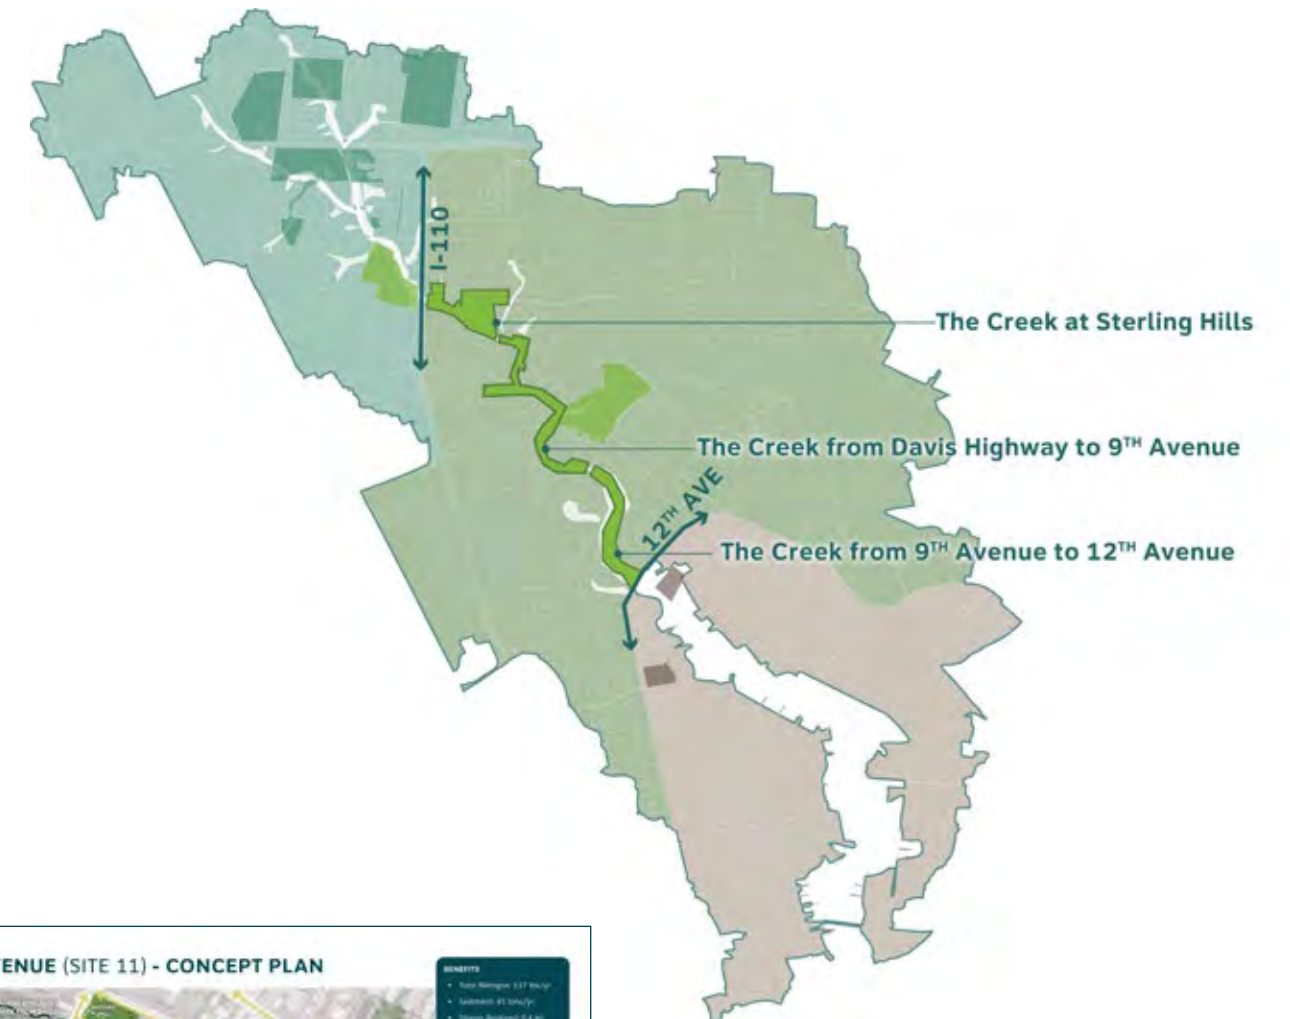 I-110
The Creek at Sterling Hills
The Creek from Davis Highway to 9TH Avenue
12TH AVE
The Creek from 9TH Avenue to 12TH Avenue
ENUE (SITE 11) - CONCEPT PLAN
BENEFITS